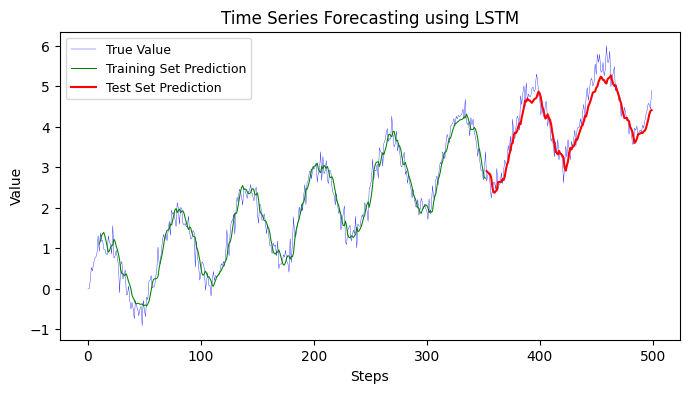 Time Series Forecasting using LSTM
True Value
Training Set Prediction
Test Set Prediction
6
5
4
3
2
1
0
−1
Value
0 100 200 300 400 500
Steps